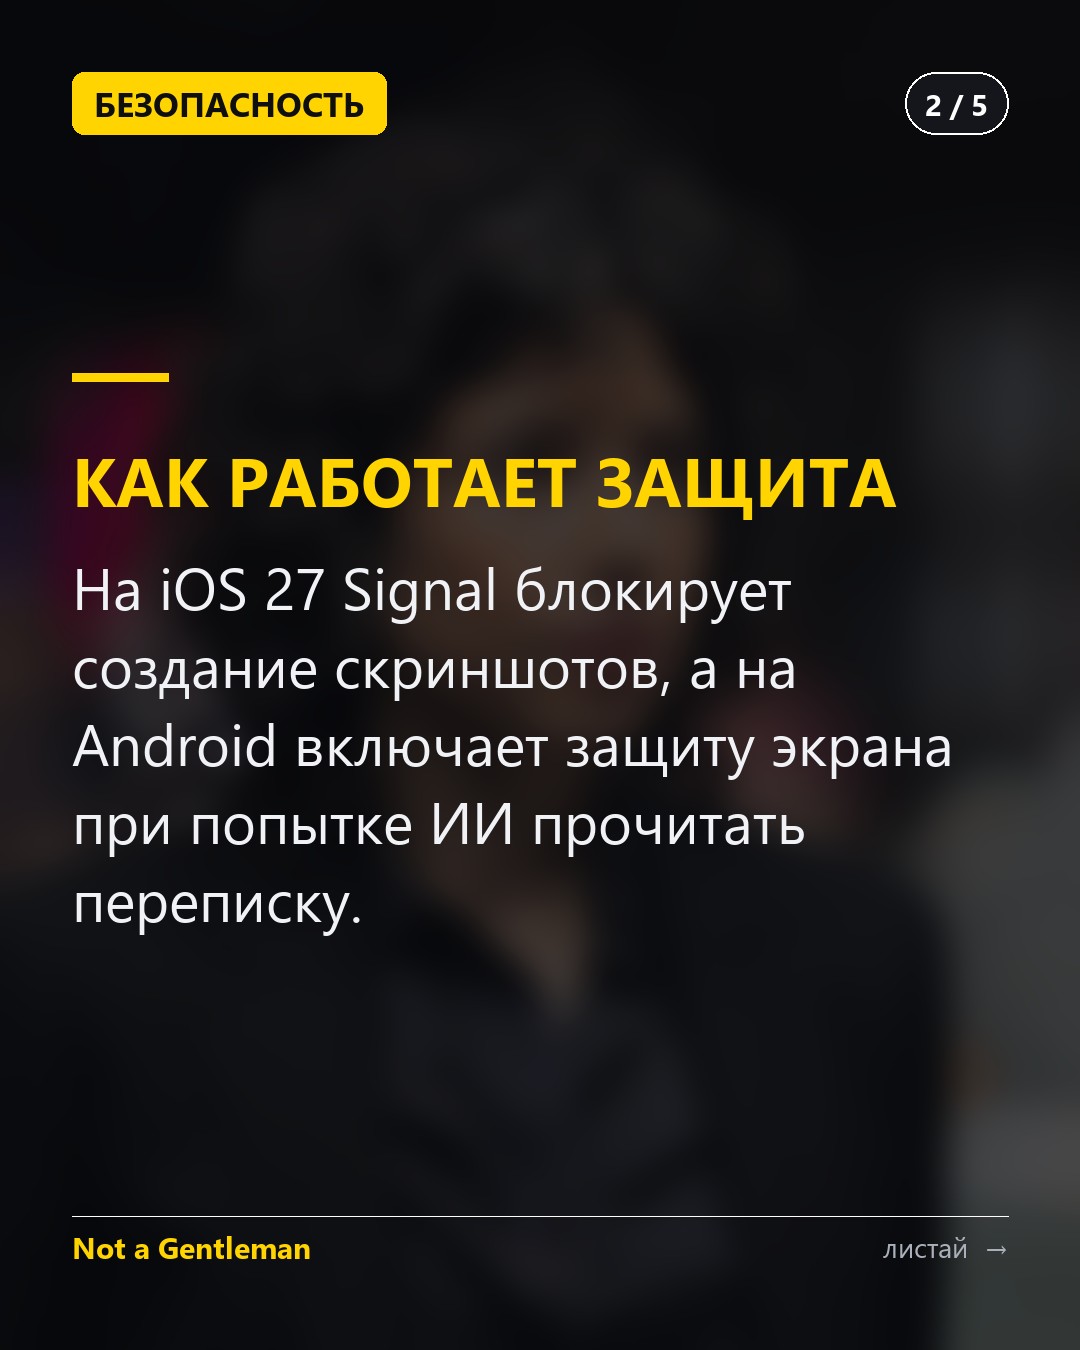 БЕЗОПАСНОСТЬ
2 / 5
КАК РАБОТАЕТ ЗАЩИТА
На iOS 27 Signal блокирует
создание скриншотов, а на
Android включает защиту экрана
при попытке ИИ прочитать
переписку.
Not a Gentleman
листай →